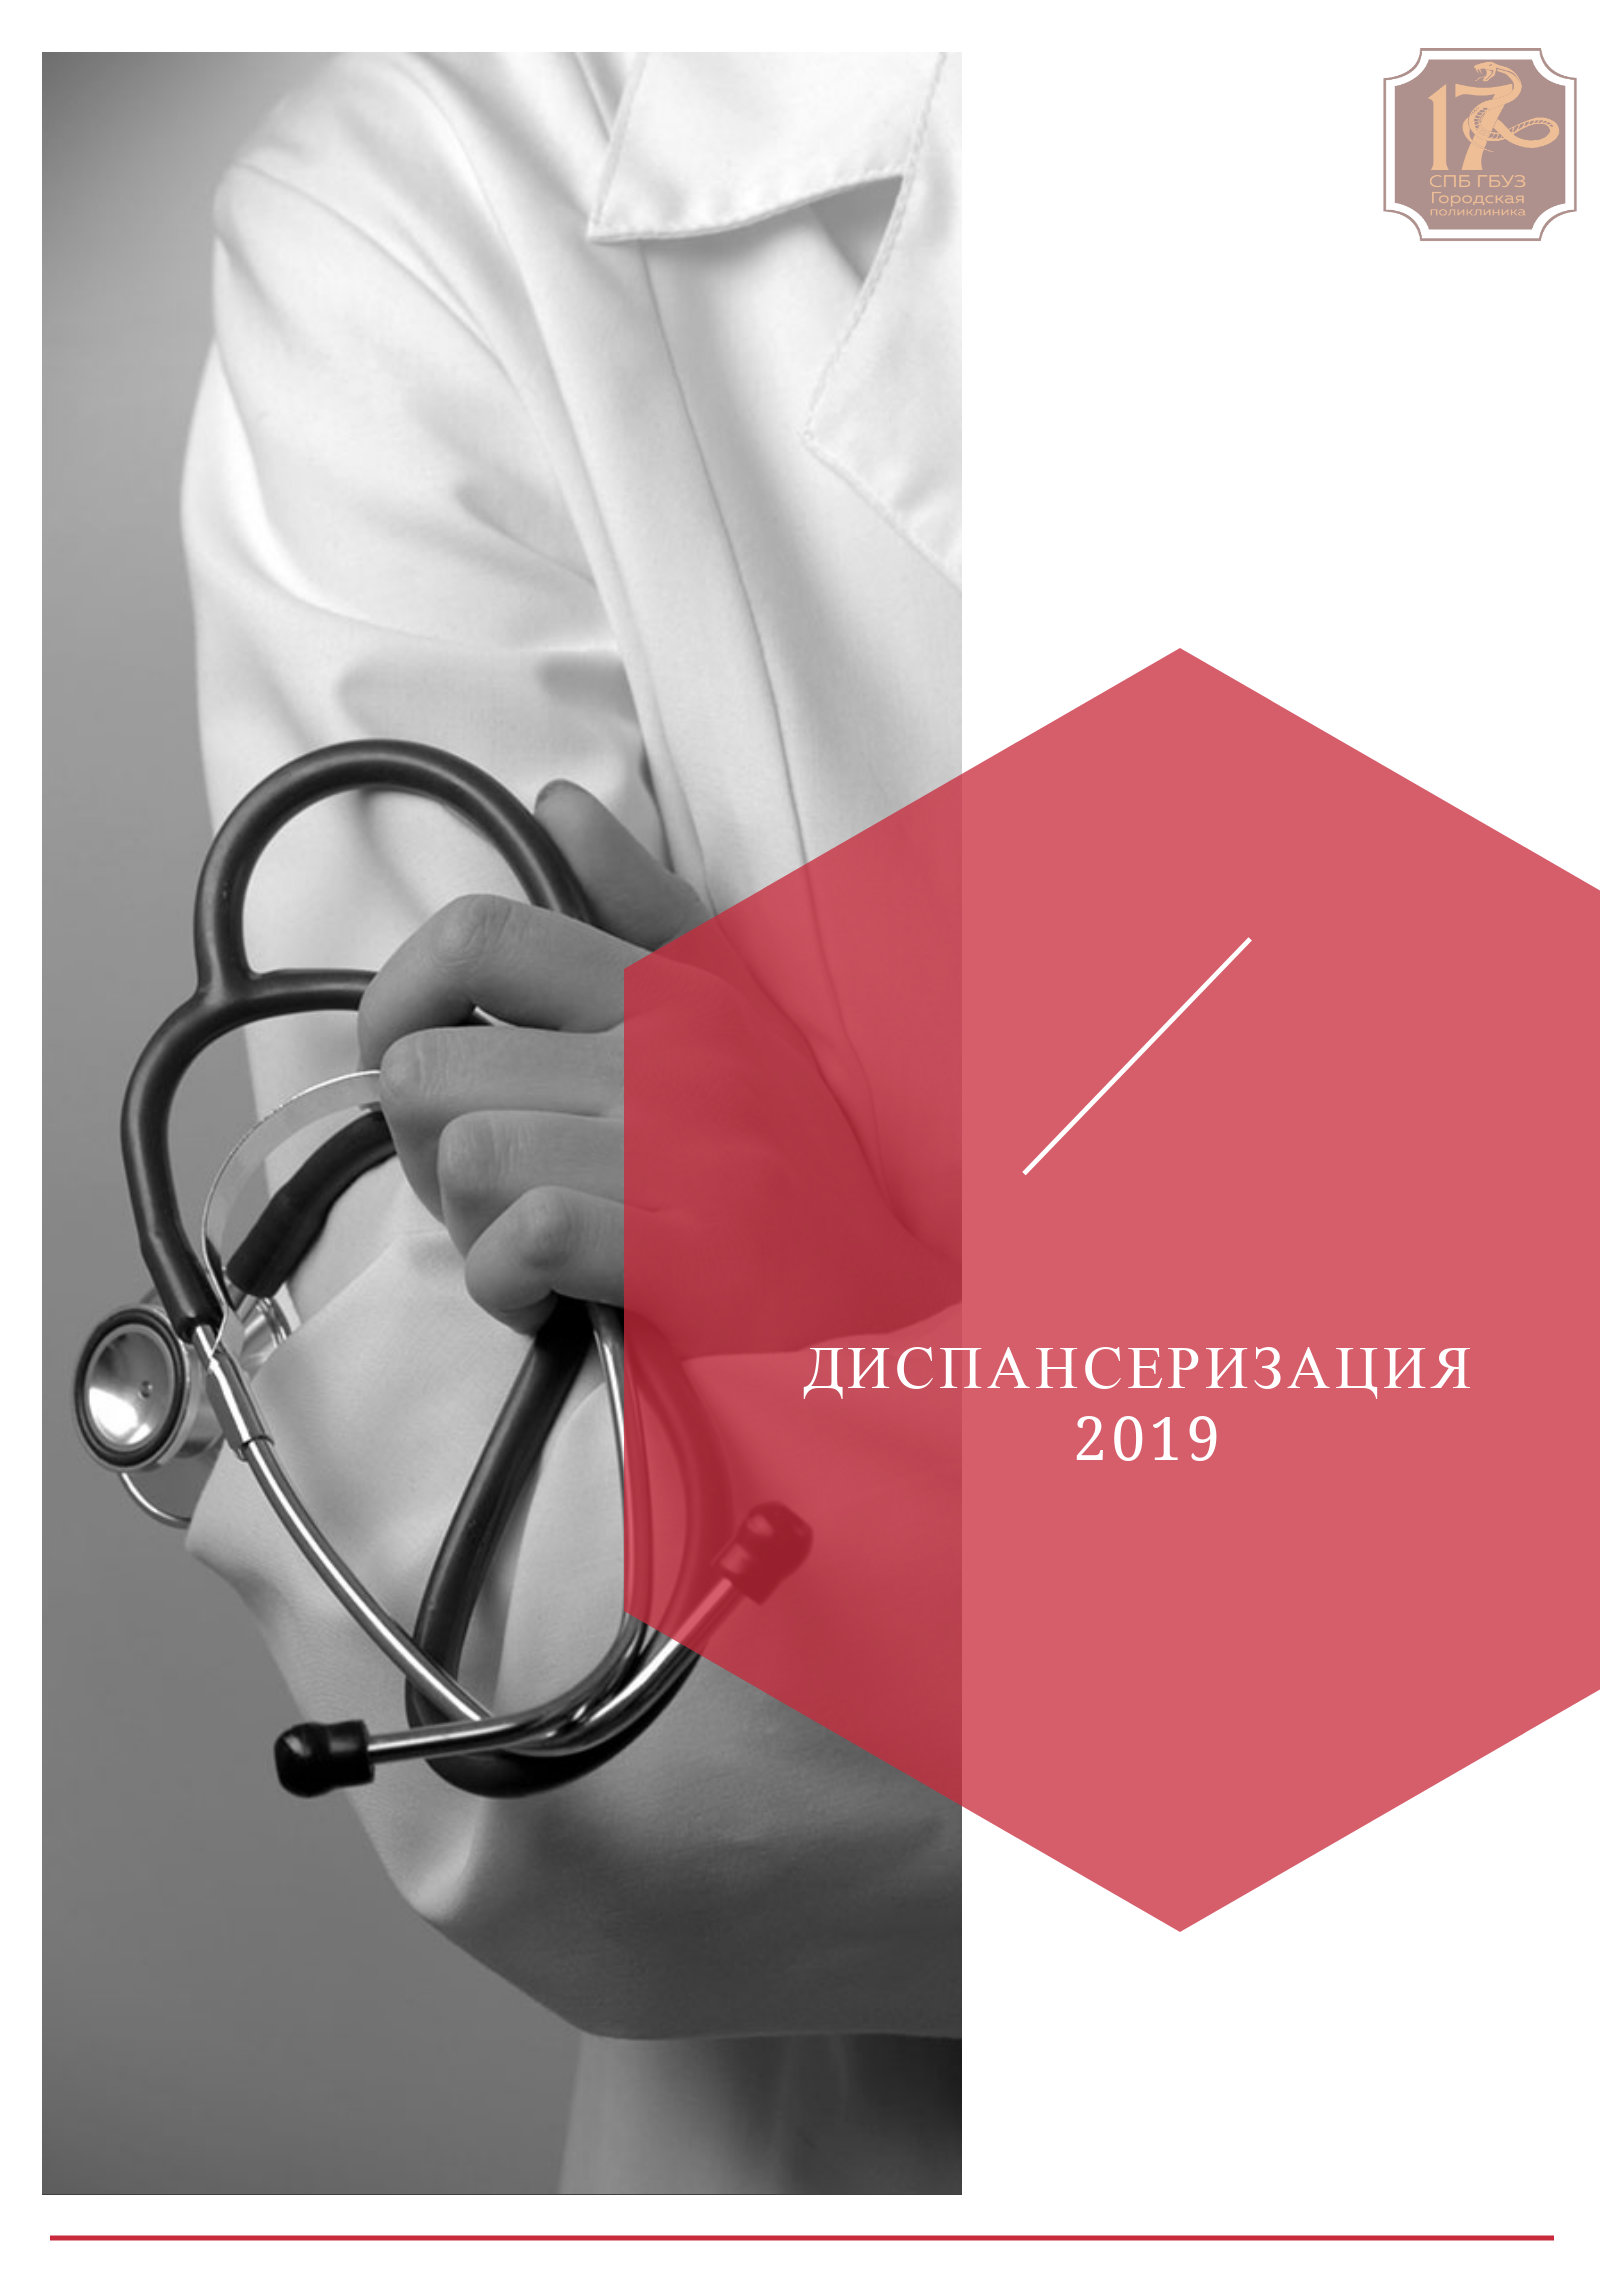 17
СПБ ГБУЗ
Городская
поликлиника
ДИСПАНСЕРИЗАЦИЯ
2019